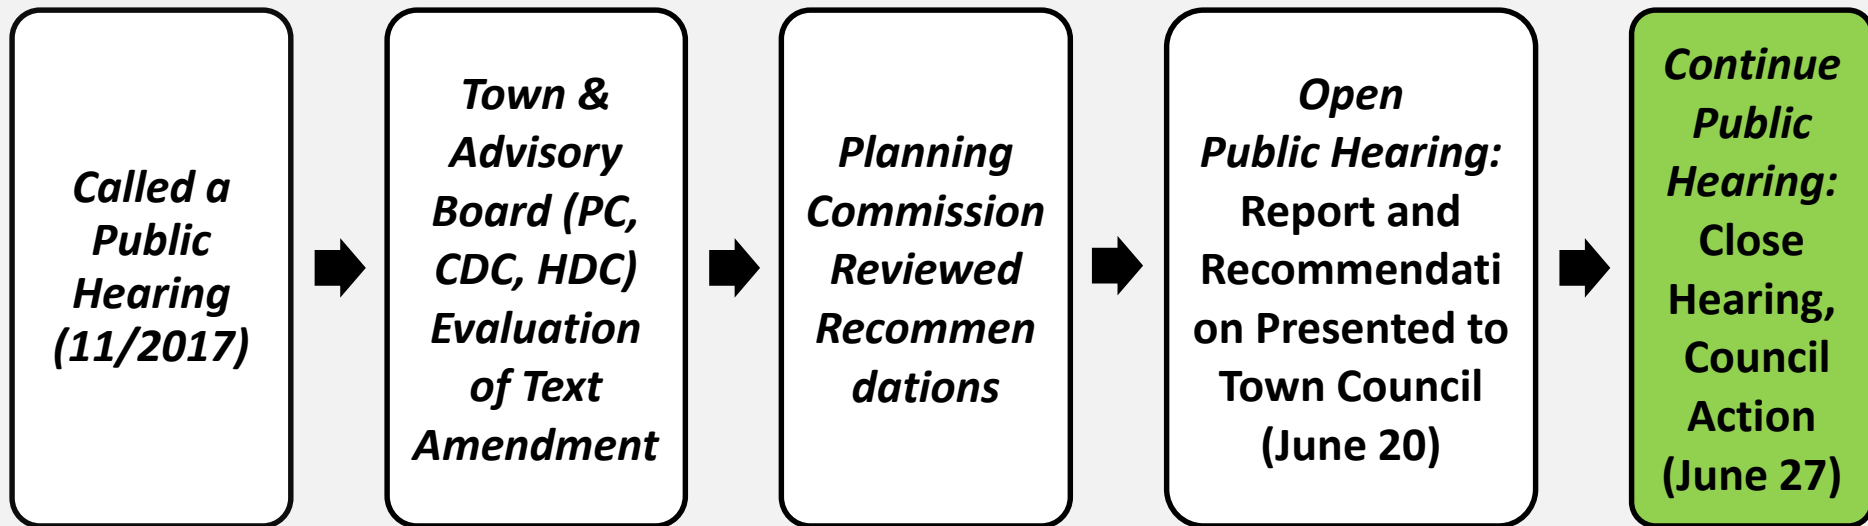 Called a
Public
Hearing
(11/2017)
Town &
Advisory
Board (PC,
CDC, HDC)
Evaluation
of Text
Amendment
Planning
Commission
Reviewed
Recommen
dations
Open
Public Hearing:
Report and
Recommendati
on Presented to
Town Council
(June 20)
Continue
Public
Hearing:
Close
Hearing,
Council
Action
(June 27)